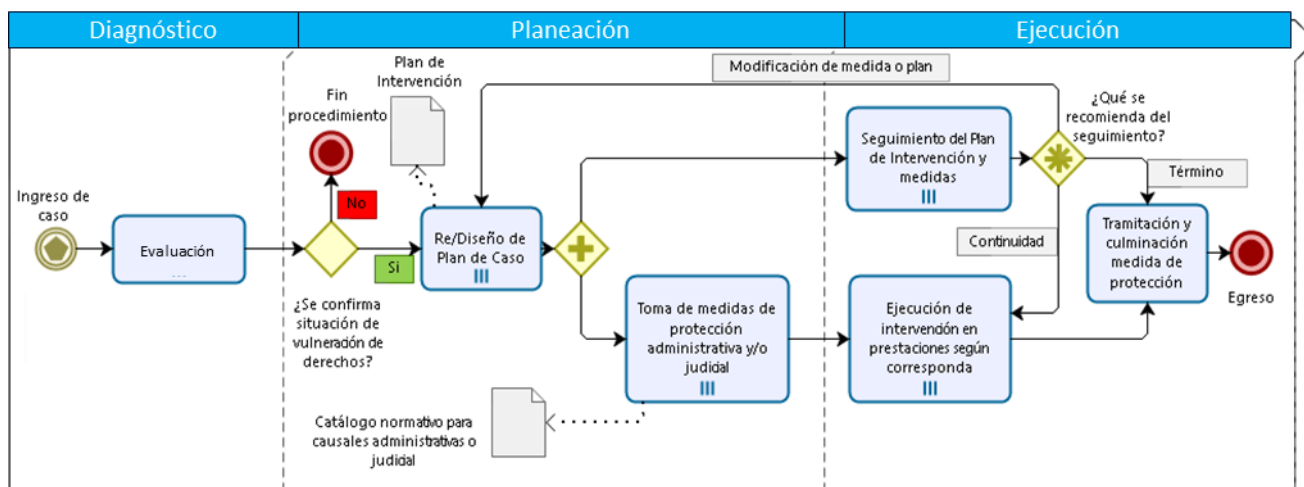 Diagnóstico
Planeación
Ejecución
Ingreso de
caso
Evaluación
...
Fin
procedimiento
No
Si
¿Se confirma
situación de
vulneración de
derechos?
Plan de
Intervención
Re/Diseño de
Plan de Caso
Toma de medidas de
protección
administrativa y/o
judicial
Catálogo normativo para
causales administrativas o
judicial
Modificación de medida o plan
Seguimiento del Plan
de Intervención y
medidas
¿Qué se
recomienda del
seguimiento?
Término
Continuidad
Ejecución de
intervención en
prestaciones según
corresponda
Tramitación y
culminación
medida de
protección
Egreso